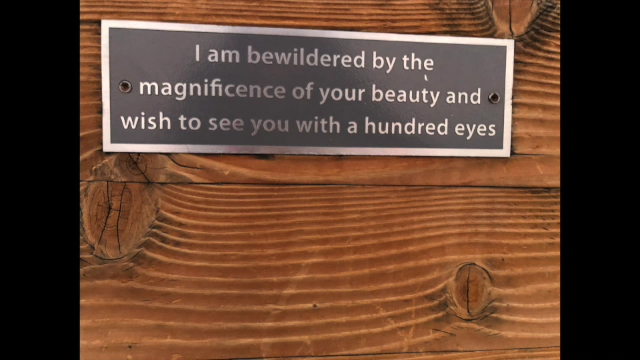 I am bewildered by the
magnificence of your beauty and
wish to see you with a hundred eyes